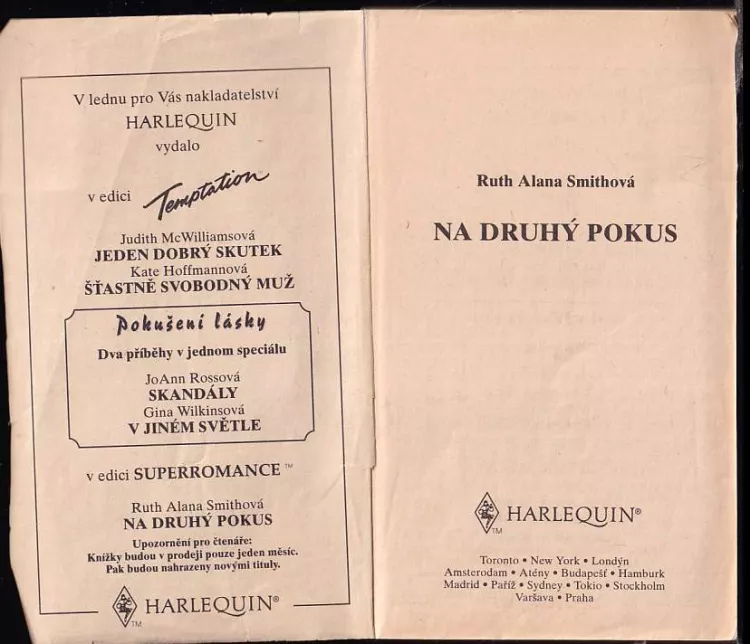 V lednu pro Vás nakladatelství
HARLEQUIN
vydalo
v edici Temptation
Judith McWilliamsová
JEDEN DOBRÝ SKUTEK
Kate Hoffmannová
ŠŤASTNĚ SVOBODNÝ MUŽ
Pokušení lásky
Dva příběhy v jednom speciálu
JoAnn Rossová
SKANDÁLY
Gina Wilkinsová
V JINÉM SVĚTLE
v edici SUPERROMANCE™
Ruth Alana Smithová
NA DRUHÝ POKUS
Upozornění pro čtenáře:
Knížky budou v prodeji pouze jeden měsíc.
Pak budou nahrazeny novými tituly.
HARLEQUIN®
TM
Ruth Alana Smithová
NA DRUHÝ POKUS
HARLEQUIN®
TM
Toronto • New York • Londýn
Amsterodam • Atény • Budapešť • Hamburk
Madrid • Paříž • Sydney • Tokio • Stockholm
Varšava • Praha